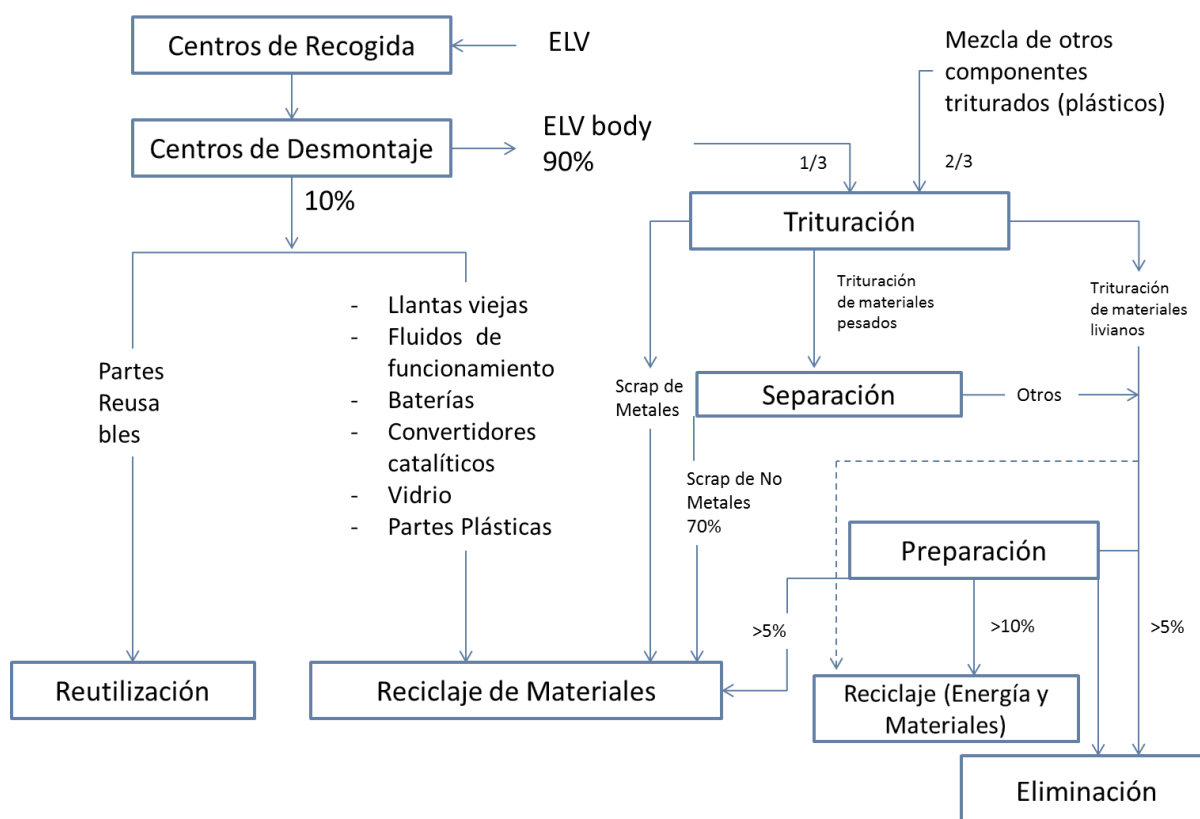 Centros de Recogida
ELV
Mezcla de otros
componentes
triturados (plásticos)
Centros de Desmontaje
ELV body
90%
1/3
2/3
10%
Trituración
Trituración
de materiales
pesados
Trituración
de materiales
livianos
- Llantas viejas
- Fluidos de
funcionamiento
- Baterías
- Convertidores
catalíticos
- Vidrio
- Partes Plásticas
Partes
Reusa
bles
Scrap de
Metales
Separación
Otros
Scrap de No
Metales
70%
Preparación
>5%
>10%
>5%
Reutilización
Reciclaje de Materiales
Reciclaje (Energía y
Materiales)
Eliminación